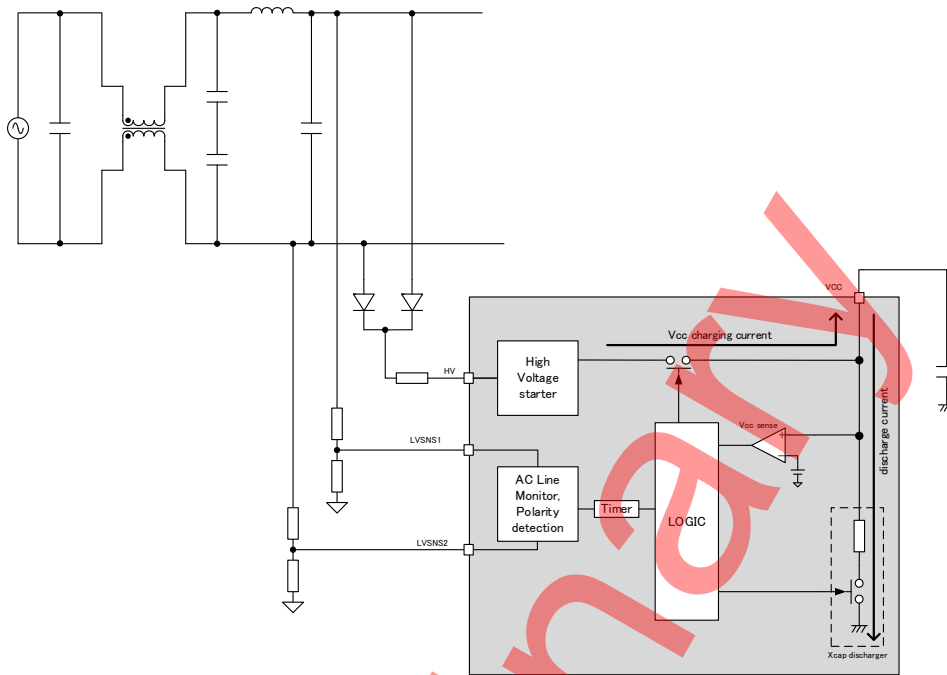 VCC
Vcc charging current
High
Voltage
starter
HV
discharge current
Vcc sense
LVSNS1
AC Line
Monitor,
Polarity
detection
Timer
LOGIC
LVSNS2
Xcap discharger
nary